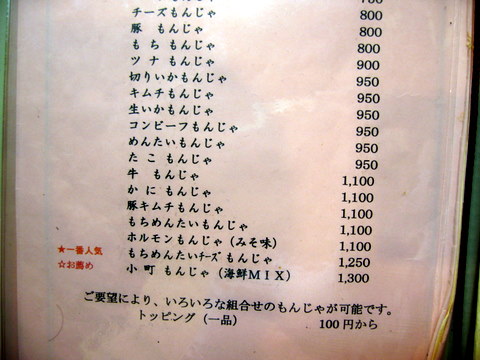 チーズもんじゃ 800
豚 もんじゃ 800
もち もんじゃ 800
ツナ もんじゃ 900
切りいかもんじゃ 950
キムチもんじゃ 950
生いかもんじゃ 950
コンビーフもんじゃ 950
めんたいもんじゃ 950
たこ もんじゃ 950
牛 もんじゃ 1,100
かに もんじゃ 1,100
豚キムチもんじゃ 1,100
もちめんたいもんじゃ 1,100
ホルモンもんじゃ（みそ味） 1,100
★一番人気 もちめんたいチーズもんじゃ 1,250
☆お薦め 小町 もんじゃ（海鮮ＭＩＸ） 1,300
ご要望により、いろいろな組合せのもんじゃが可能です。
トッピング（一品） 100円から